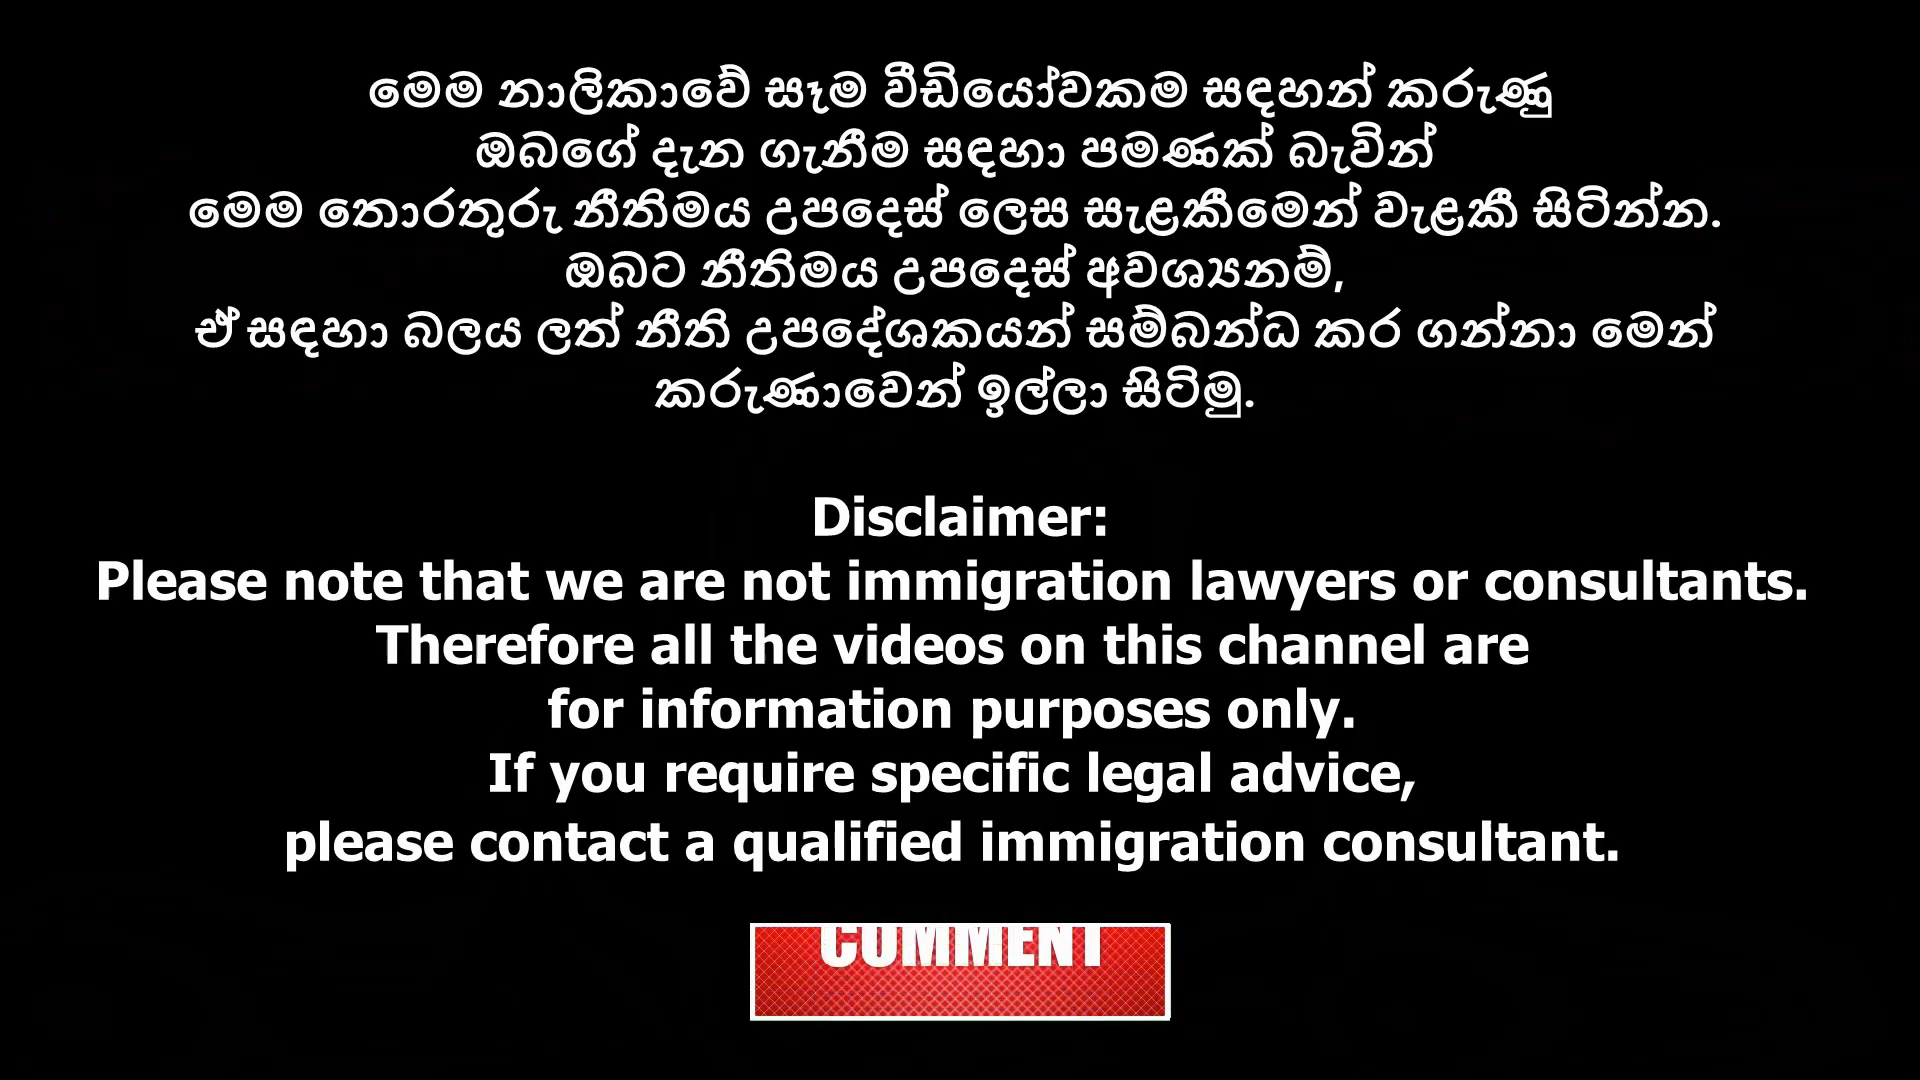 මෙම නාලිකාවේ සෑම වීඩියෝවකම සඳහන් කරුණු
ඔබගේ දැන ගැනීම සඳහා පමණක් බැවින්
මෙම තොරතුරු නීතිමය උපදෙස් ලෙස සැළකීමෙන් වැළකී සිටින්න.
ඔබට නීතිමය උපදෙස් අවශ්‍යනම්,
ඒ සඳහා බලය ලත් නීති උපදේශකයන් සම්බන්ධ කර ගන්නා මෙන්
කරුණාවෙන් ඉල්ලා සිටිමු.
Disclaimer:
Please note that we are not immigration lawyers or consultants.
Therefore all the videos on this channel are
for information purposes only.
If you require specific legal advice,
please contact a qualified immigration consultant.
COMMENT